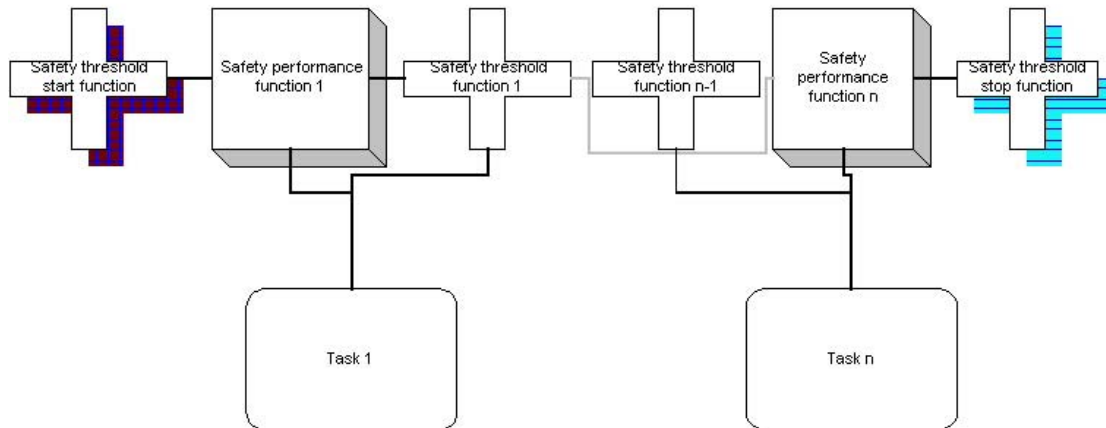 Safety threshold
start function
Safety performance
function 1
Safety threshold
function 1
Safety threshold
function n-1
Safety
performance
function n
Safety threshold
stop function
Task 1
Task n